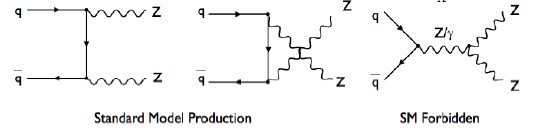 q Z q Z q Z
Z/γ
q̅ Z q̅ Z q̅ Z
Standard Model Production SM Forbidden